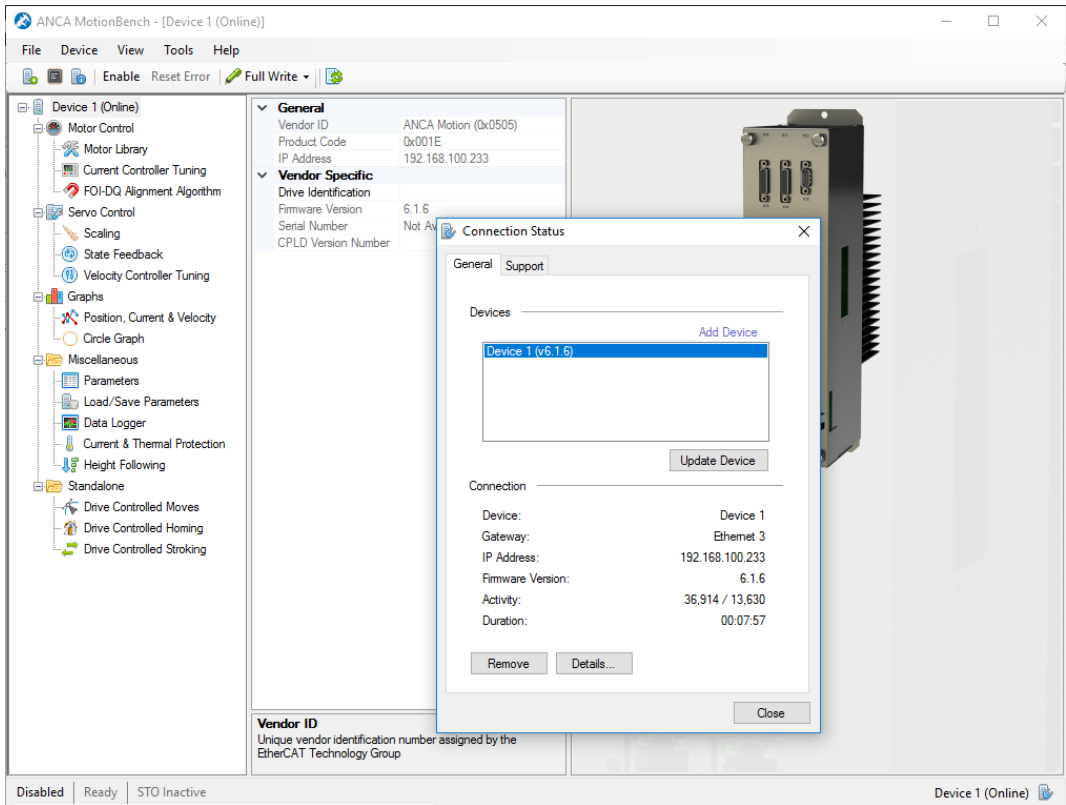 ANCA MotionBench - [Device 1 (Online)]
File Device View Tools Help
Enable Reset Error Full Write
Device 1 (Online)
Motor Control
Motor Library
Current Controller Tuning
FOI-DQ Alignment Algorithm
Servo Control
Scaling
State Feedback
Velocity Controller Tuning
Graphs
Position, Current & Velocity
Circle Graph
Miscellaneous
Parameters
Load/Save Parameters
Data Logger
Current & Thermal Protection
Height Following
Standalone
Drive Controlled Moves
Drive Controlled Homing
Drive Controlled Stroking
General
Vendor ID ANCA Motion (0x0505)
Product Code 0x001E
IP Address 192.168.100.233
Vendor Specific
Drive Identification
Firmware Version 6.1.6
Serial Number Not Av
CPLD Version Number
Vendor ID
Unique vendor identification number assigned by the
EtherCAT Technology Group
Connection Status
General Support
Devices
Add Device
Device 1 (v6.1.6)
Update Device
Connection
Device: Device 1
Gateway: Ethernet 3
IP Address: 192.168.100.233
Firmware Version: 6.1.6
Activity: 36,914 / 13,630
Duration: 00:07:57
Remove Details...
Close
Disabled Ready STO Inactive Device 1 (Online)